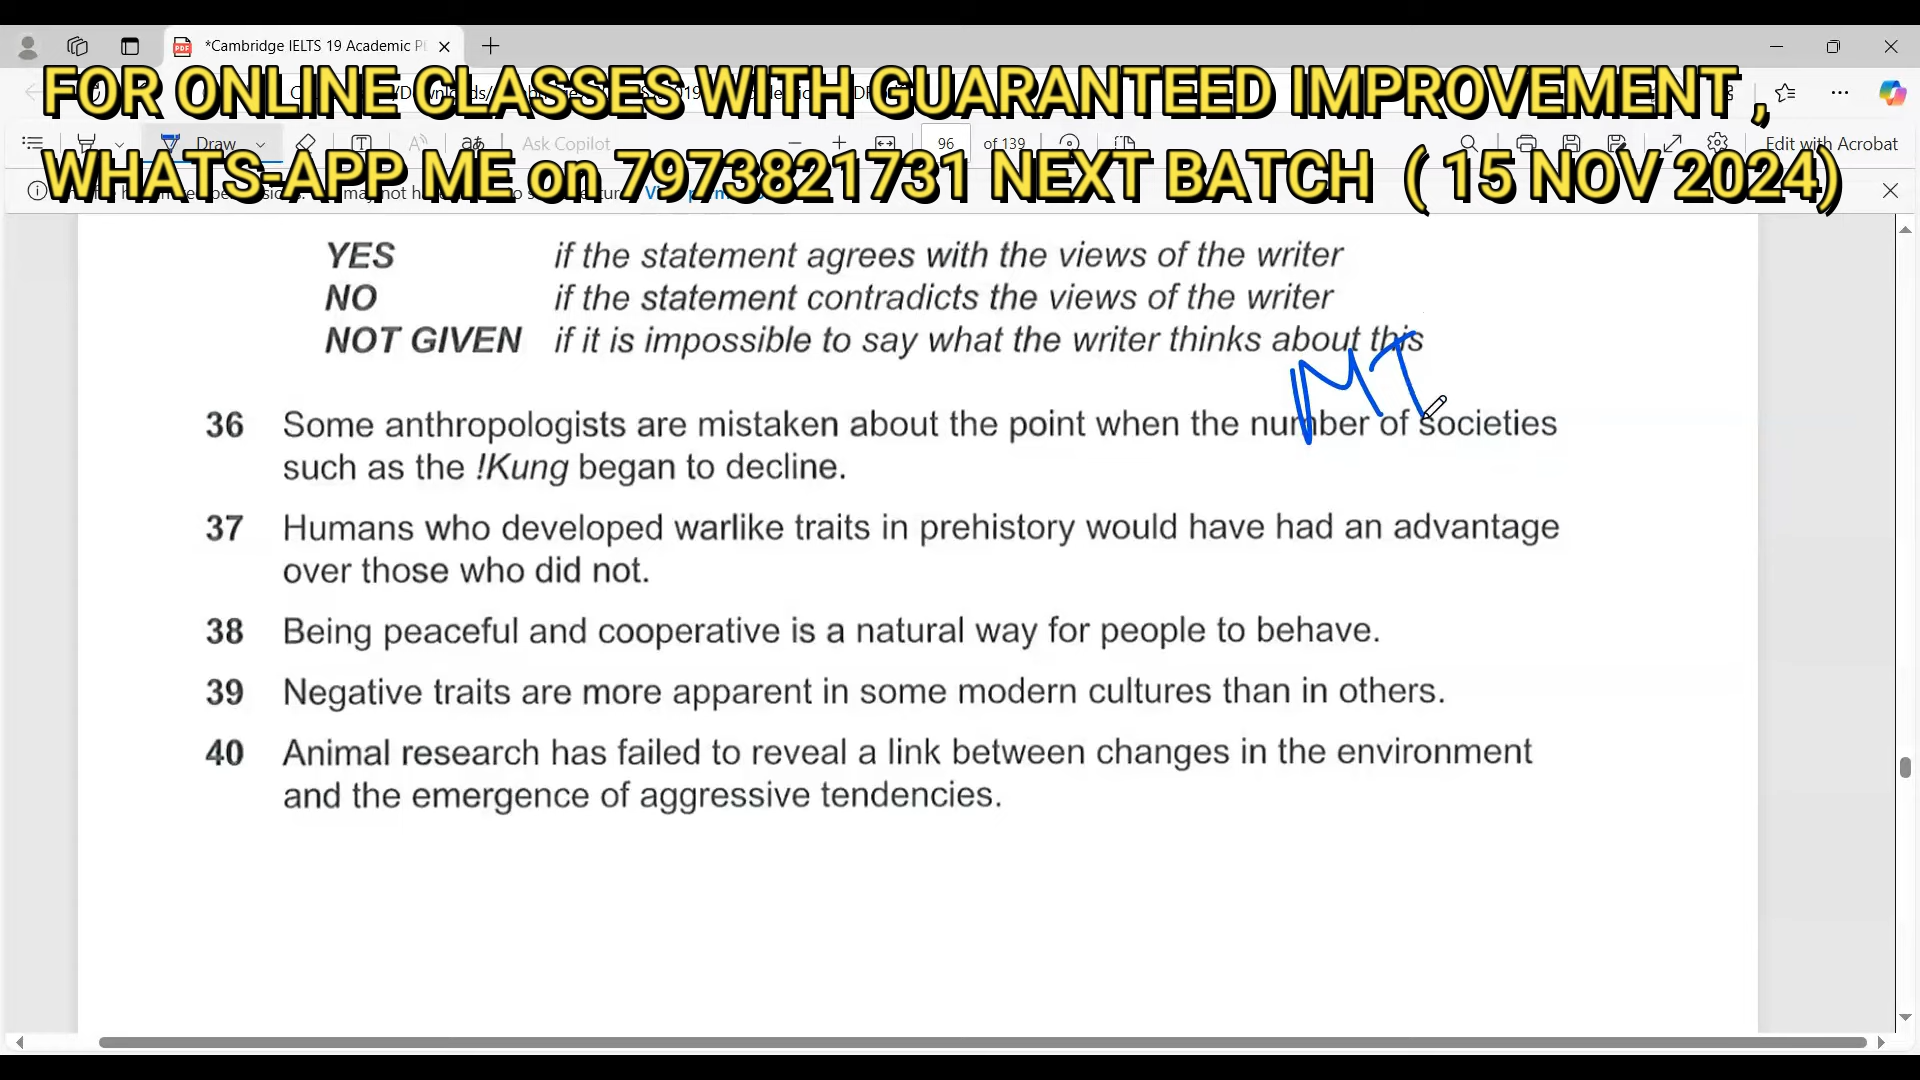 *Cambridge IELTS 19 Academic P
FOR ONLINE CLASSES WITH GUARANTEED IMPROVEMENT ,
Draw
Ask Copilot
96 of 139
Edit with Acrobat
WHATS-APP ME on 7973821731 NEXT BATCH ( 15 NOV 2024)
YES if the statement agrees with the views of the writer
NO if the statement contradicts the views of the writer
NOT GIVEN if it is impossible to say what the writer thinks about this
MT
36 Some anthropologists are mistaken about the point when the number of societies
such as the !Kung began to decline.
37 Humans who developed warlike traits in prehistory would have had an advantage
over those who did not.
38 Being peaceful and cooperative is a natural way for people to behave.
39 Negative traits are more apparent in some modern cultures than in others.
40 Animal research has failed to reveal a link between changes in the environment
and the emergence of aggressive tendencies.